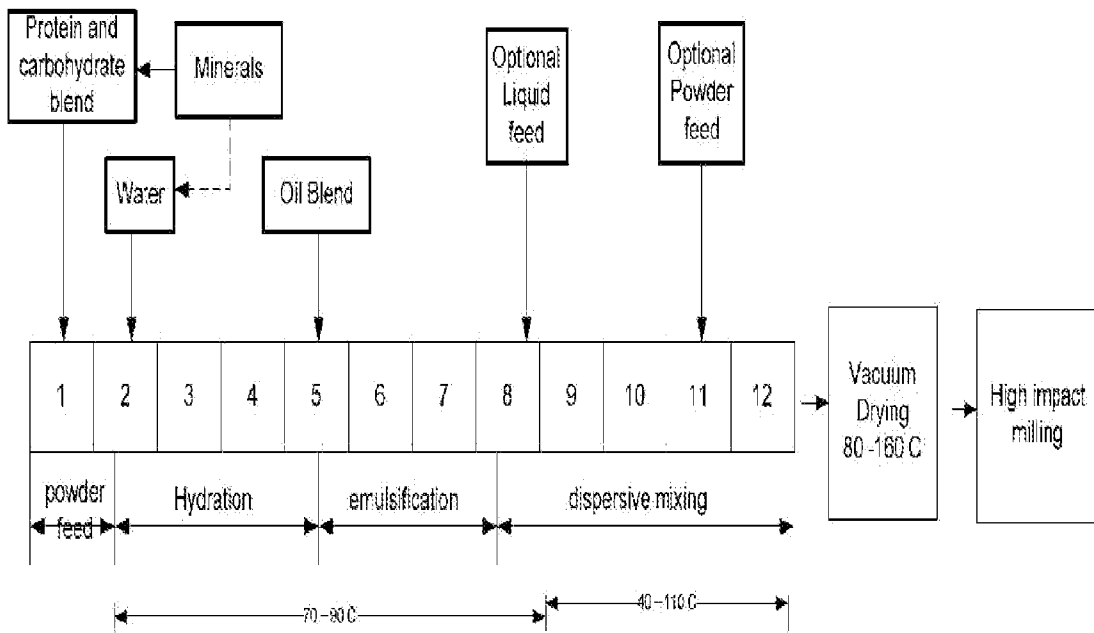 Protein and
carbohydrate
blend
Minerals
Optional
Liquid
feed
Optional
Powder
feed
Water
Oil Blend
1 2 3 4 5 6 7 8 9 10 11 12
Vacuum
Drying
80 -160 C
High impact
milling
powder
feed
Hydration
emulsification
dispersive mixing
70 – 90 C
40 – 110 C